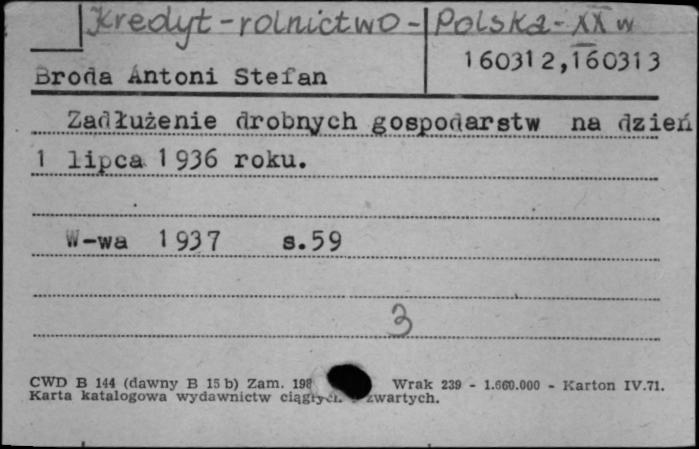 Kredyt - rolnictwo - Polska - XX w
Broda Antoni Stefan
160312,160313
Zadłużenie drobnych gospodarstw na dzień
1 lipca 1936 roku.
W-wa 1937 s.59
3
CWD B 144 (dawny B 15 b) Zam. Wrak 239 - 1.660.000 - Karton IV.71.
Karta katalogowa wydawnictw zwartych.